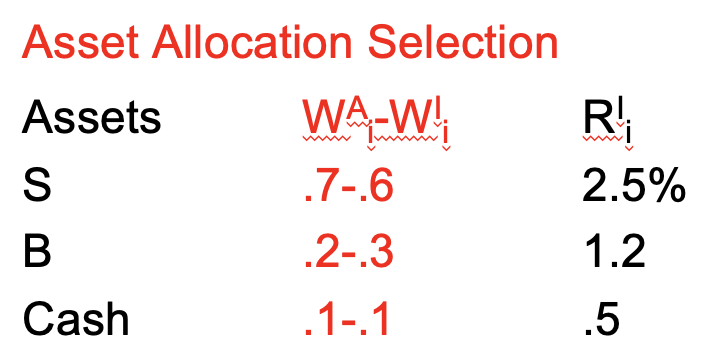 Asset Allocation Selection
Assets Wᴬᵢ-Wᴵᵢ Rᴵᵢ
S .7-.6 2.5%
B .2-.3 1.2
Cash .1-.1 .5